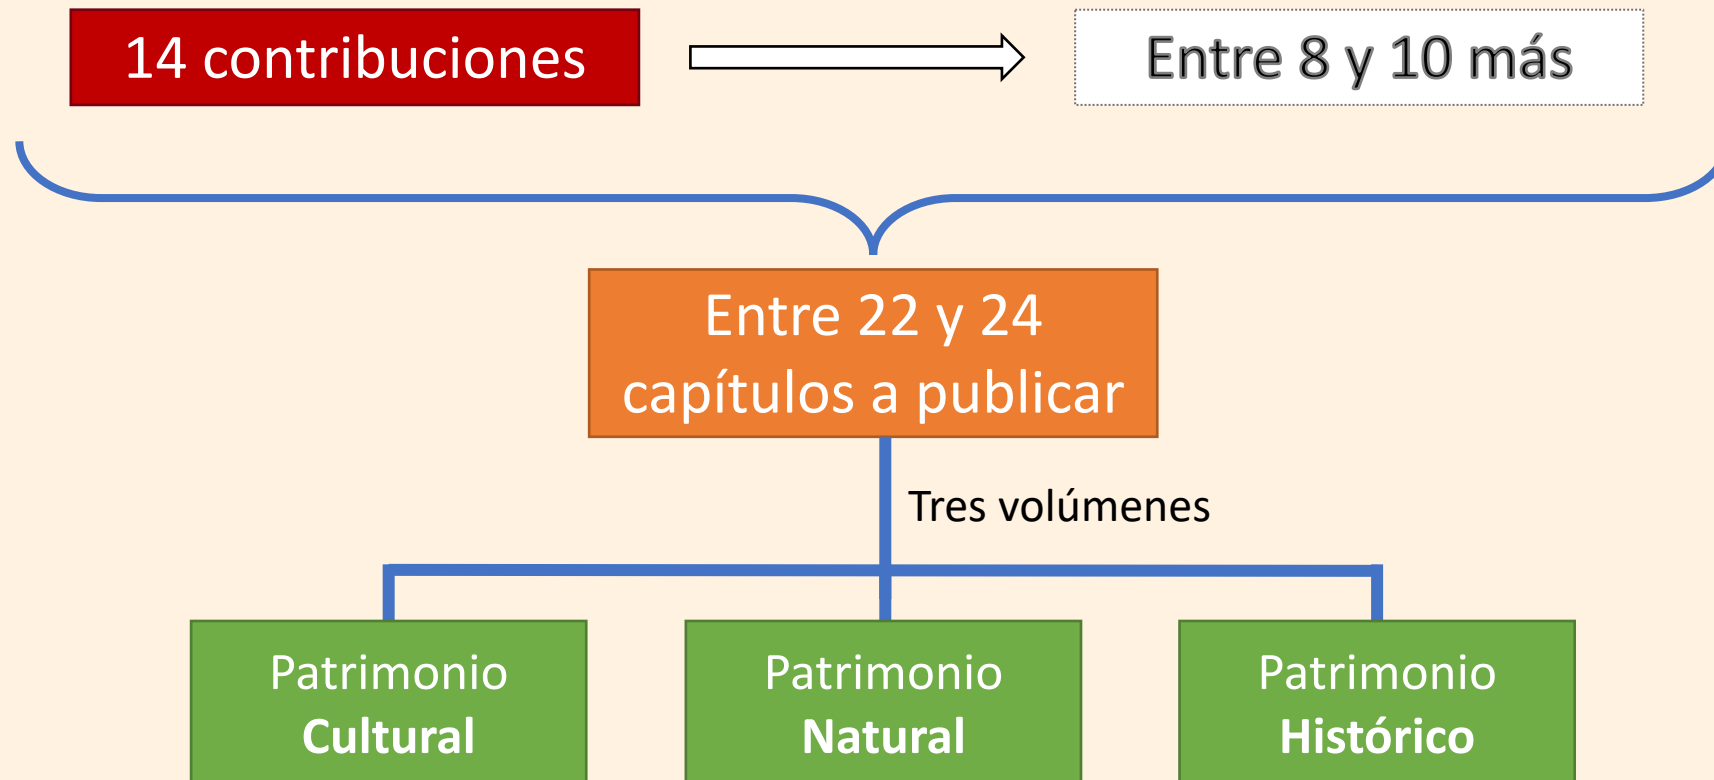 14 contribuciones
Entre 8 y 10 más
Entre 22 y 24
capítulos a publicar
Tres volúmenes
Patrimonio
Cultural
Patrimonio
Natural
Patrimonio
Histórico